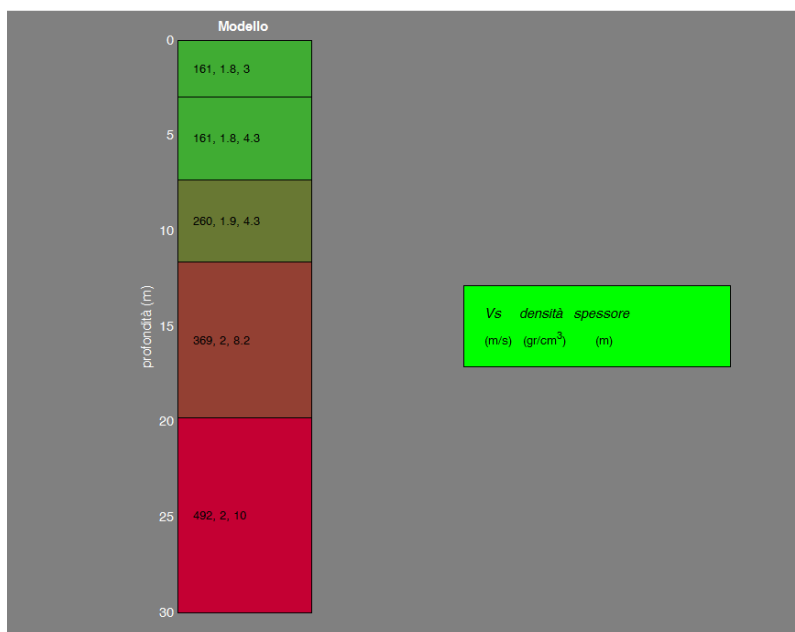 Modello
0
161, 1.8, 3
5
161, 1.8, 4.3
10
260, 1.9, 4.3
profondità (m)
15
369, 2, 8.2
20
492, 2, 10
25
30
Vs densità spessore
(m/s) (gr/cm³) (m)